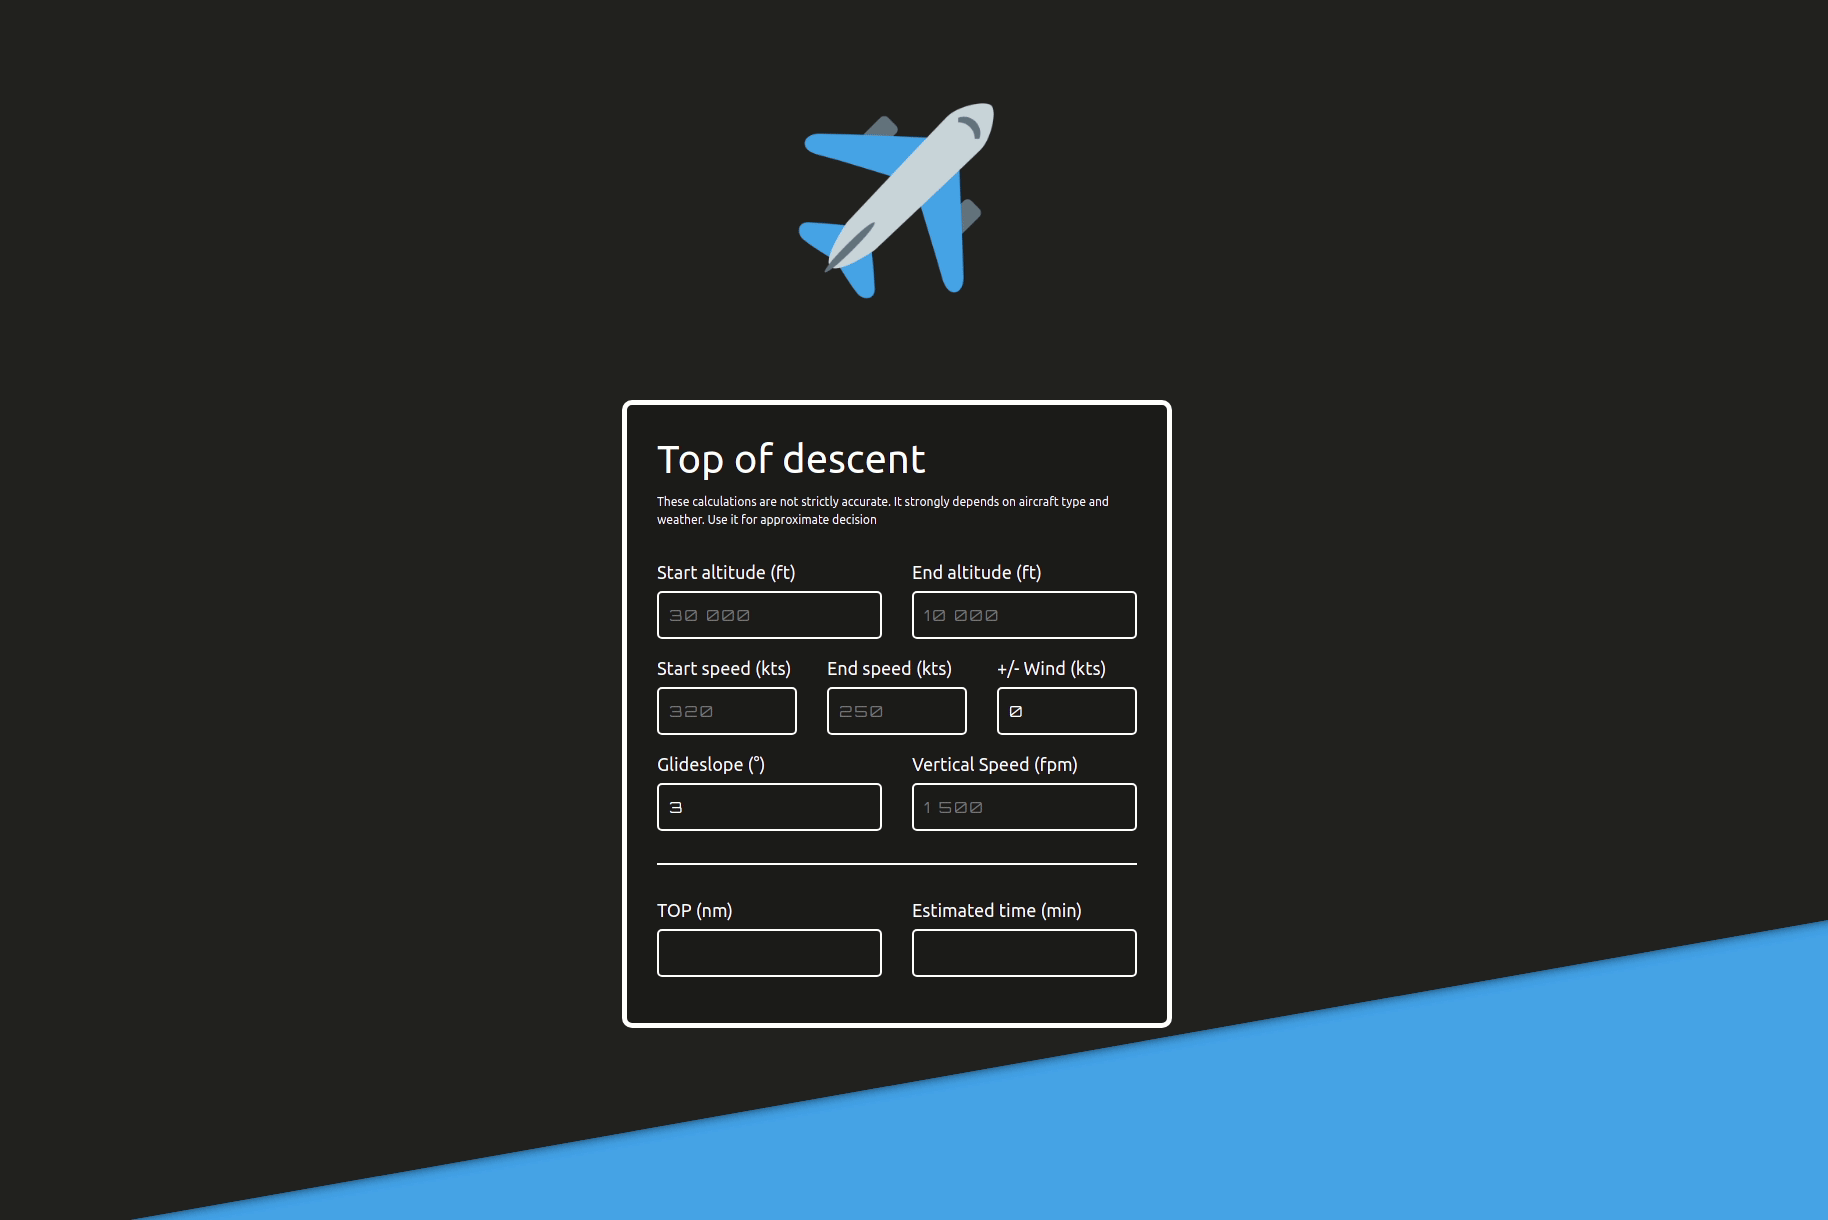 Top of descent
These calculations are not strictly accurate. It strongly depends on aircraft type and
weather. Use it for approximate decision
Start altitude (ft) End altitude (ft)
30 000 10 000
Start speed (kts) End speed (kts) +/- Wind (kts)
320 250 0
Glideslope (°) Vertical Speed (fpm)
3 1 500
TOP (nm) Estimated time (min)